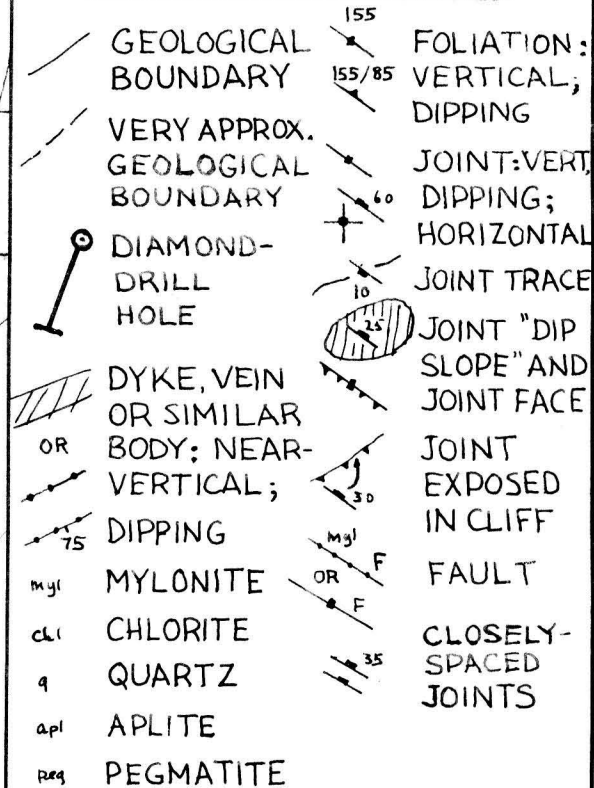 GEOLOGICAL
BOUNDARY
VERY APPROX.
GEOLOGICAL
BOUNDARY
DIAMOND-
DRILL
HOLE
DYKE, VEIN
OR SIMILAR
OR BODY: NEAR-
VERTICAL;
75 DIPPING
myl MYLONITE
chl CHLORITE
q QUARTZ
apl APLITE
peg PEGMATITE
155 FOLIATION:
155/85 VERTICAL;
DIPPING
JOINT:VERT,
60 DIPPING;
HORIZONTAL
JOINT TRACE
10
25 JOINT "DIP
SLOPE" AND
JOINT FACE
JOINT
30 EXPOSED
IN CLIFF
myl F
OR FAULT
F
CLOSELY-
35 SPACED
JOINTS